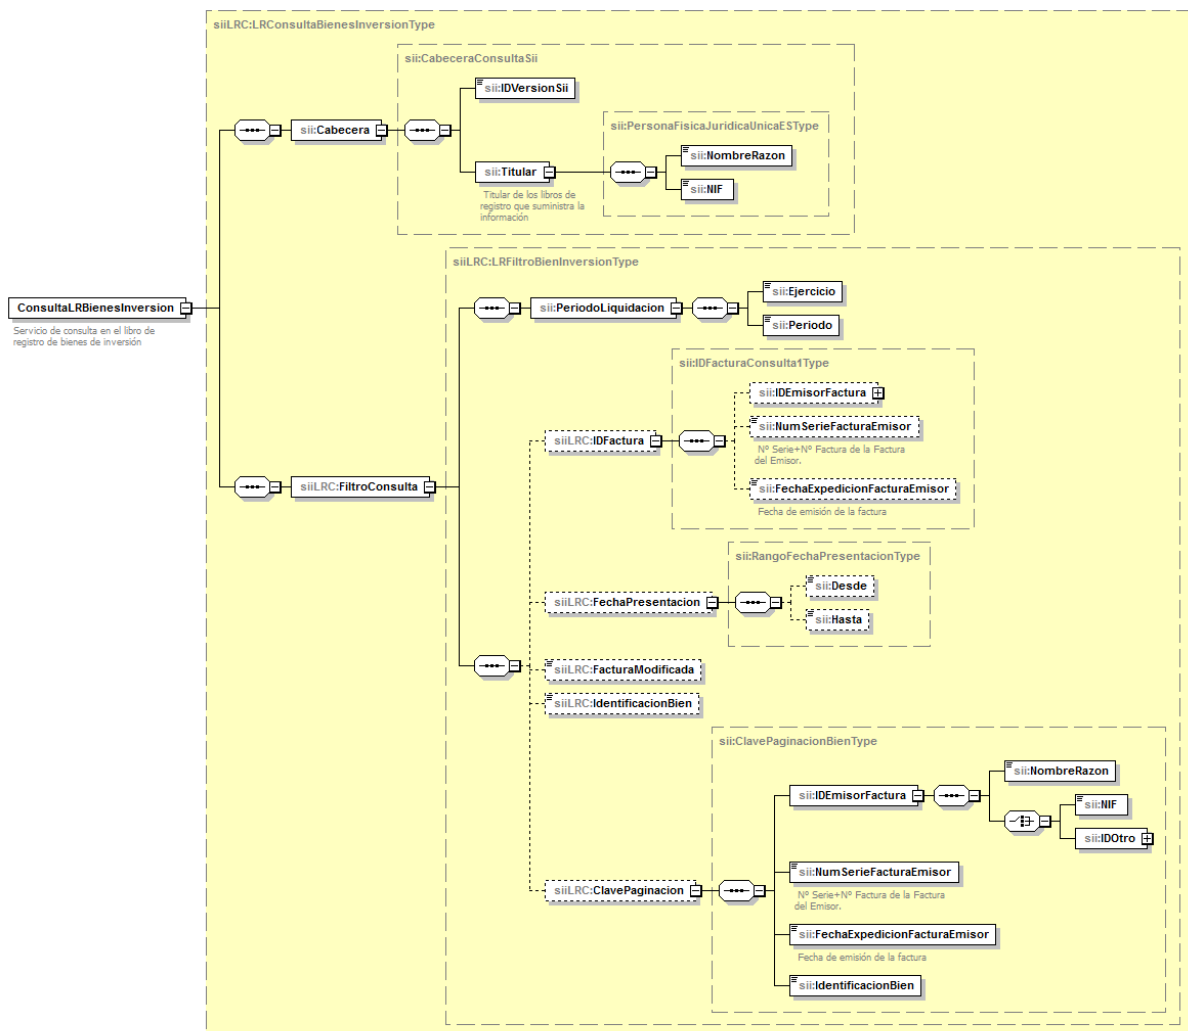 siiLRC:LRConsultaBienesInversionType
sii:CabeceraConsultaSii
sii:IDVersionSii
sii:PersonaFisicaJuridicaUnicaESType
sii:Cabecera
sii:NombreRazon
sii:Titular
sii:NIF
Titular de los libros de
registro que suministra la
información
siiLRC:LRFiltroBienInversionType
ConsultaLRBienesInversion
Servicio de consulta en el libro de
registro de bienes de inversión
sii:PeriodoLiquidacion
sii:Ejercicio
sii:Periodo
sii:IDFacturaConsulta1Type
sii:IDEmisorFactura
siiLRC:IDFactura
sii:NumSerieFacturaEmisor
Nº Serie+Nº Factura de la Factura
del Emisor.
siiLRC:FiltroConsulta
sii:FechaExpedicionFacturaEmisor
Fecha de emisión de la factura
sii:RangoFechaPresentacionType
siiLRC:FechaPresentacion
sii:Desde
sii:Hasta
siiLRC:FacturaModificada
siiLRC:IdentificacionBien
sii:ClavePaginacionBienType
sii:IDEmisorFactura
sii:NombreRazon
sii:NIF
sii:IDOtro
siiLRC:ClavePaginacion
sii:NumSerieFacturaEmisor
Nº Serie+Nº Factura de la Factura
del Emisor.
sii:FechaExpedicionFacturaEmisor
Fecha de emisión de la factura
sii:IdentificacionBien